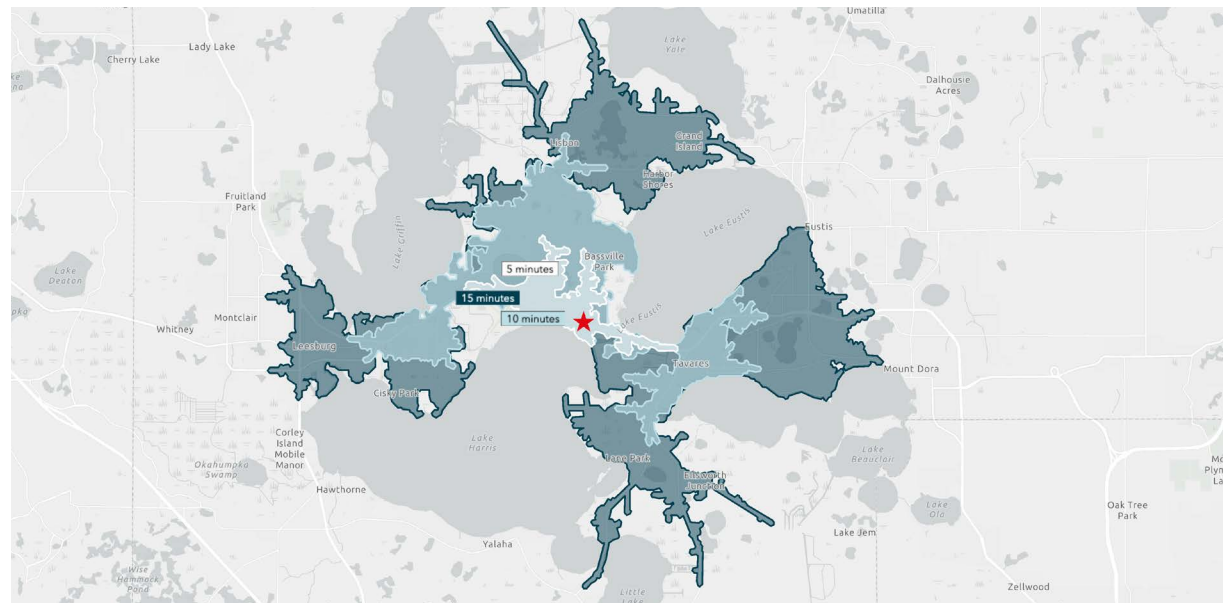 Umatilla
Lady Lake
Cherry Lake
Lake
Yale
Dalhousie
Acres
Lisbon
Grand
Island
Harbor
Shores
Fruitland
Park
Lake Griffin
Lake Eustis
Eustis
Bassville
Park
5 minutes
Lake
Deaton
15 minutes
10 minutes
Lake Eustis
Montclair
Whitney
Leesburg
Tavares
Mount Dora
Cisky Park
Lake
Harris
Corley
Island
Mobile
Manor
Okahumpka
Swamp
Lane Park
Ellsworth
Junction
Lake
Beauclair
Hawthorne
Lake
Ola
Oak Tree
Park
Yalaha
Lake Jem
Wise
Hammock
Pond
Little
Lake
Zellwood